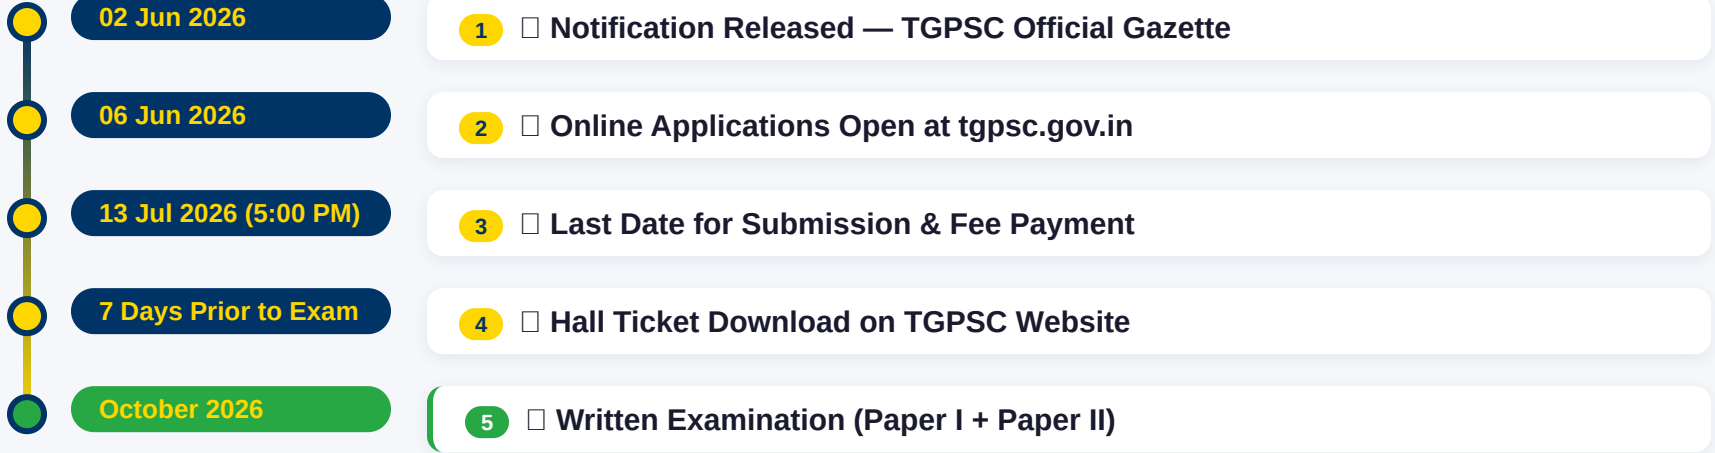 02 Jun 2026
1 Notification Released — TGPSC Official Gazette
06 Jun 2026
2 Online Applications Open at tgpsc.gov.in
13 Jul 2026 (5:00 PM)
3 Last Date for Submission & Fee Payment
7 Days Prior to Exam
4 Hall Ticket Download on TGPSC Website
October 2026
5 Written Examination (Paper I + Paper II)